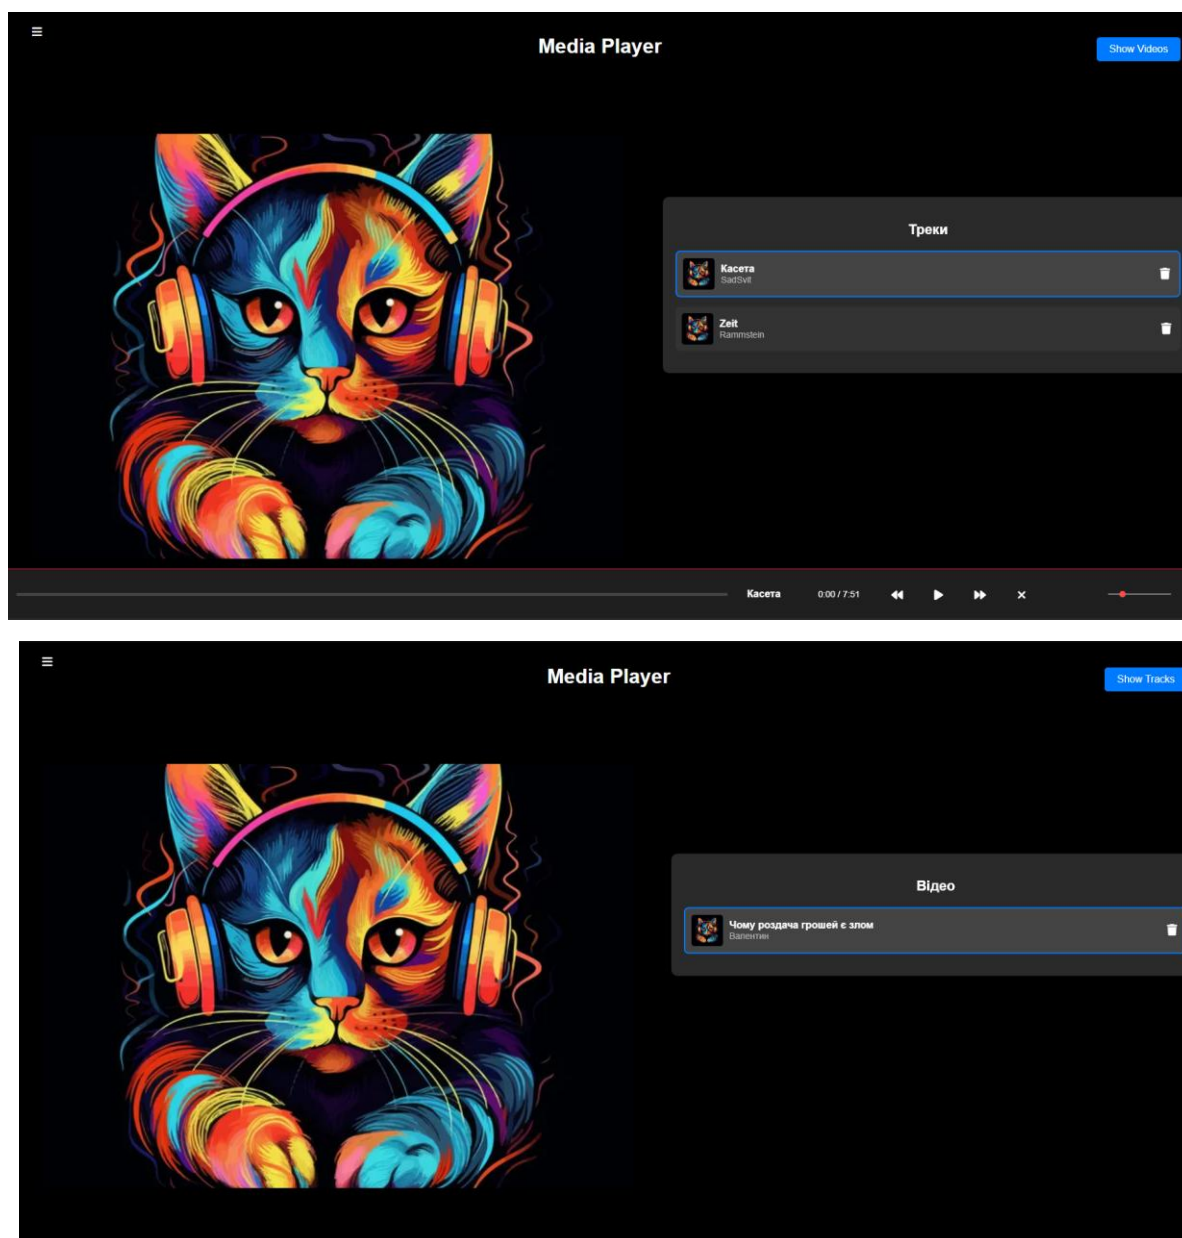 Media Player
Show Videos
Треки
Касета
SadSvit
Zeit
Rammstein
Касета 0:00 / 7:51
Media Player
Show Tracks
Відео
Чому роздача грошей є злом
Валентин